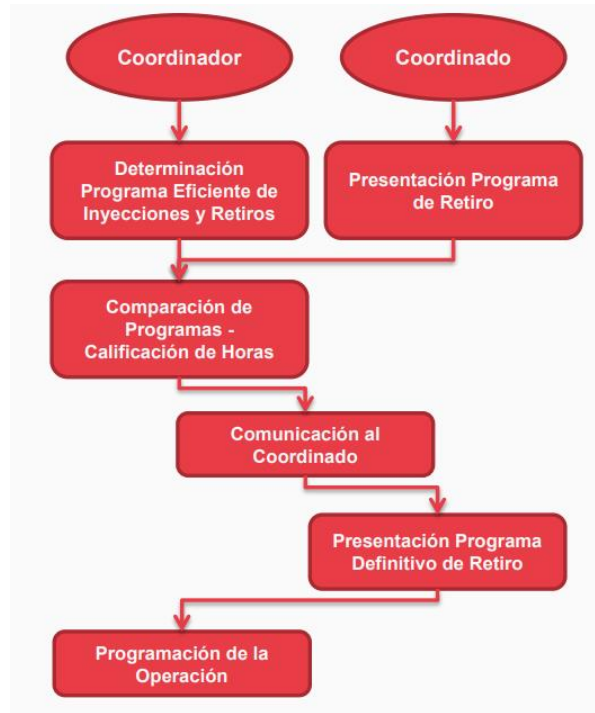 Coordinador
Coordinado
Determinación
Programa Eficiente de
Inyecciones y Retiros
Presentación Programa
de Retiro
Comparación de
Programas -
Calificación de Horas
Comunicación al
Coordinado
Presentación Programa
Definitivo de Retiro
Programación de la
Operación